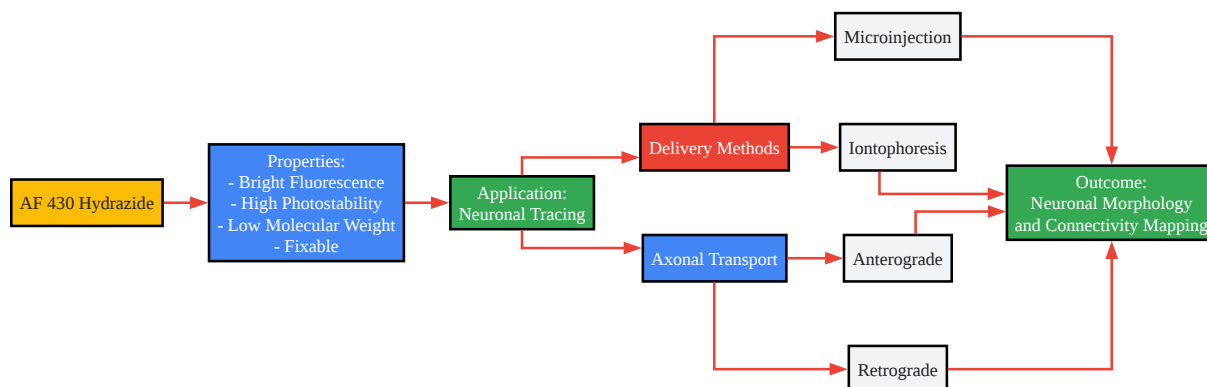 AF 430 Hydrazide
Properties:
- Bright Fluorescence
- High Photostability
- Low Molecular Weight
- Fixable
Application:
Neuronal Tracing
Delivery Methods
Axonal Transport
Microinjection
Iontophoresis
Anterograde
Retrograde
Outcome:
Neuronal Morphology
and Connectivity Mapping